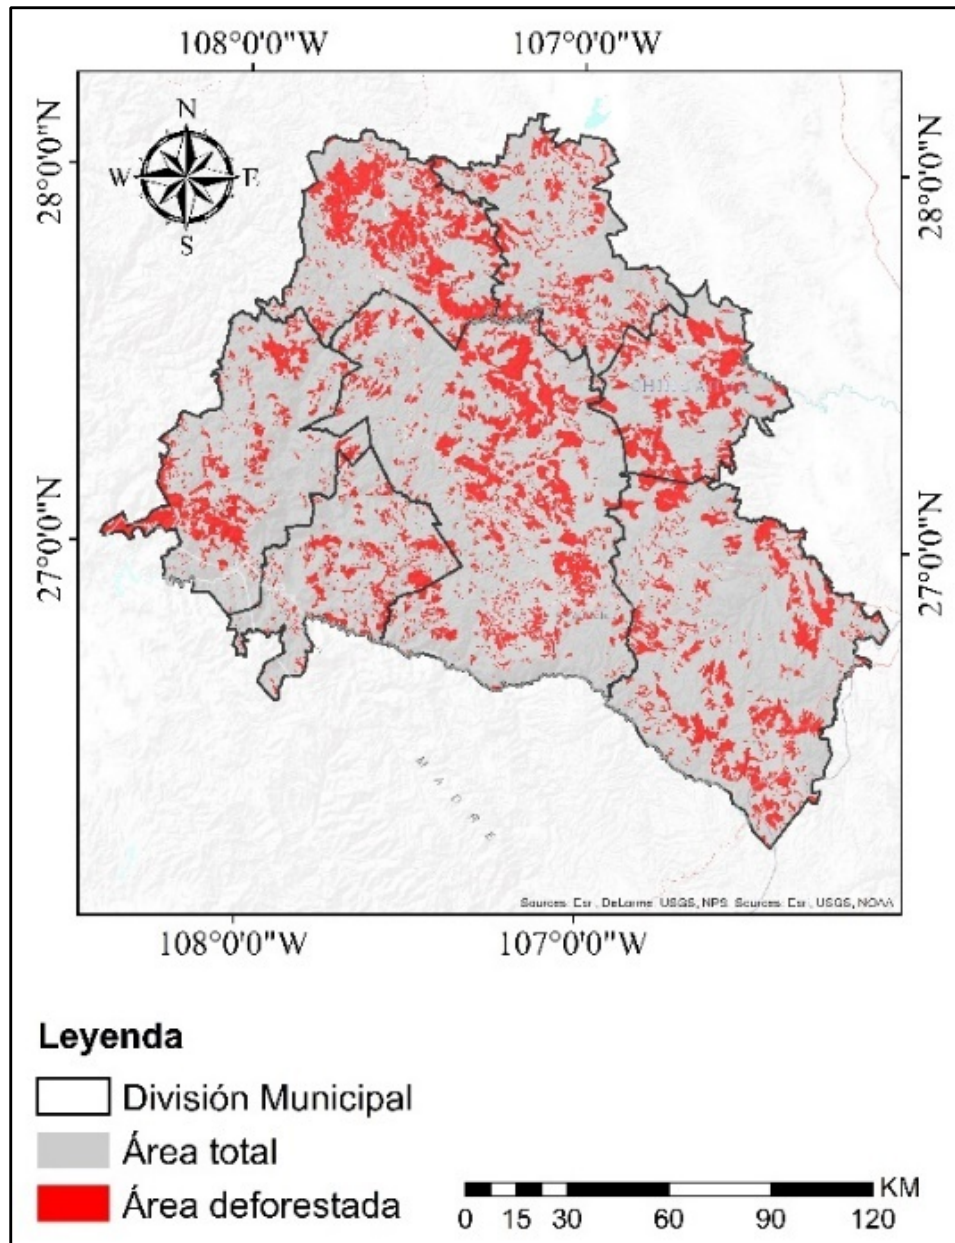 108°0'0"W 107°0'0"W
28°0'0"N
28°0'0"N
N
W E
S
27°0'0"N
27°0'0"N
MADRE
Sources: Esri, DeLorme, USGS, NPS, Sources: Esri, USGS, NOAA
108°0'0"W 107°0'0"W
Leyenda
División Municipal
Área total
Área deforestada
KM
0 15 30 60 90 120